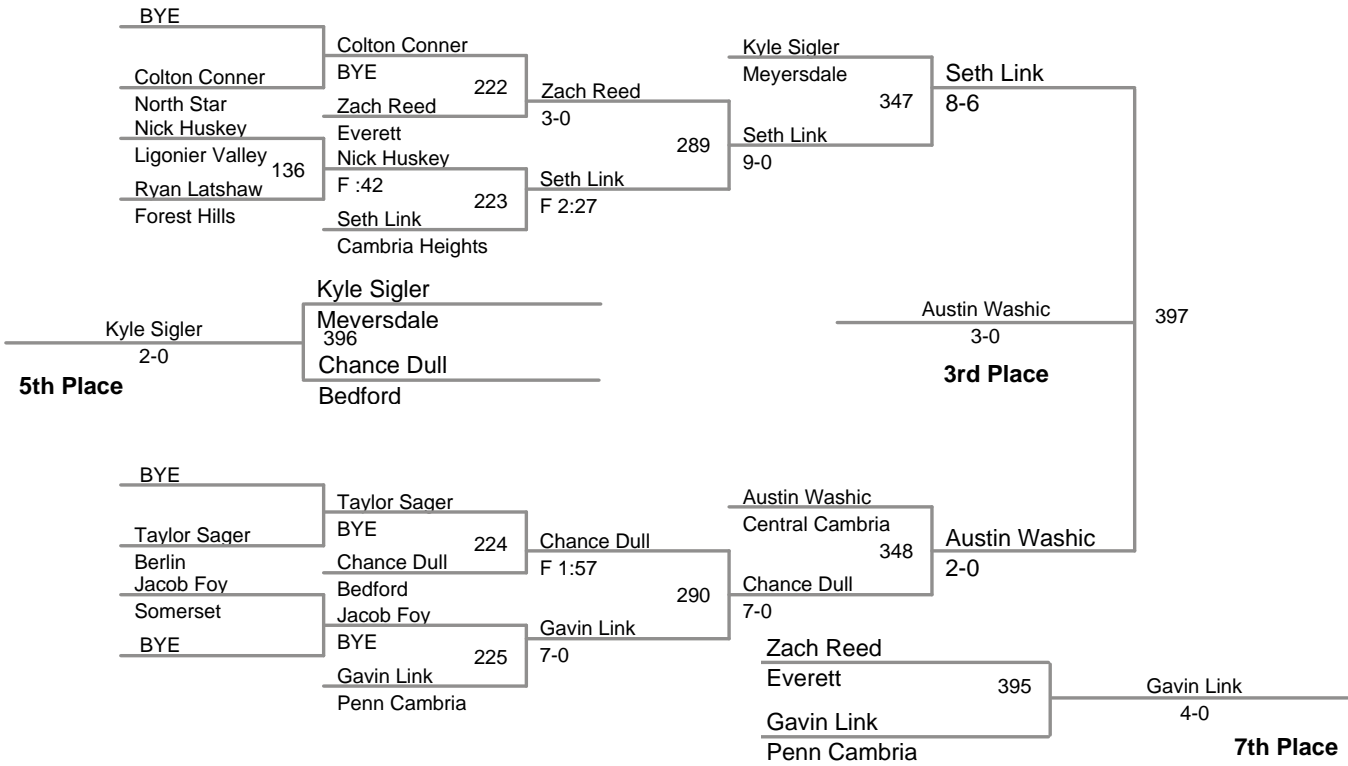 BYE
Colton Conner
North Star
Nick Huskey
Ligonier Valley
136
Ryan Latshaw
Forest Hills
Colton Conner
BYE
222
Zach Reed
Everett
Nick Huskey
F :42
223
Seth Link
Cambria Heights
Zach Reed
3-0
289
Seth Link
F 2:27
Kyle Sigler
Meyersdale
347
Seth Link
9-0
Seth Link
8-6
Kyle Sigler
Meyersdale
396
Chance Dull
Bedford
Kyle Sigler
2-0
5th Place
Austin Washic
3-0
3rd Place
397
BYE
Taylor Sager
Berlin
Jacob Foy
Somerset
BYE
Taylor Sager
BYE
224
Chance Dull
Bedford
Jacob Foy
BYE
225
Gavin Link
Penn Cambria
Chance Dull
F 1:57
290
Gavin Link
7-0
Austin Washic
Central Cambria
348
Chance Dull
7-0
Austin Washic
2-0
Zach Reed
Everett
395
Gavin Link
Penn Cambria
Gavin Link
4-0
7th Place